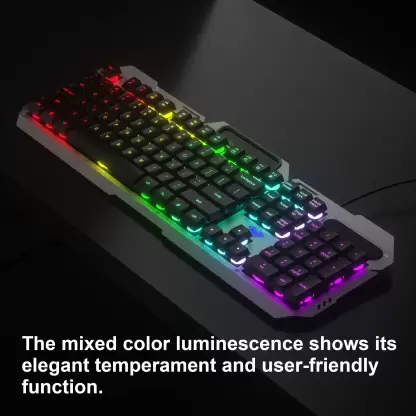 The mixed color luminescence shows its
elegant temperament and user-friendly
function.